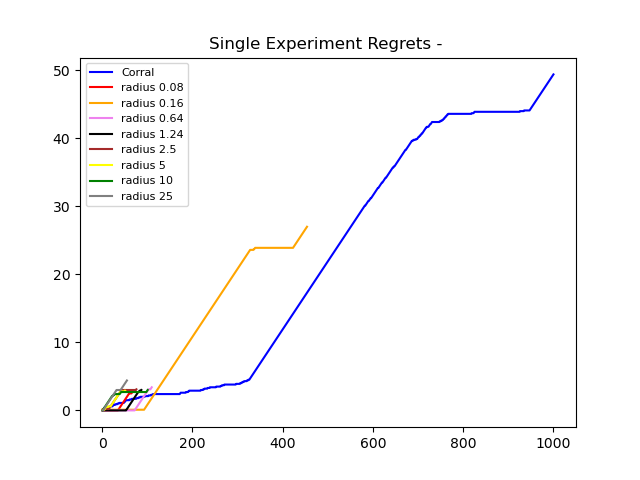 Single Experiment Regrets -
50
40
30
20
10
0
Corral
radius 0.08
radius 0.16
radius 0.64
radius 1.24
radius 2.5
radius 5
radius 10
radius 25
0 200 400 600 800 1000